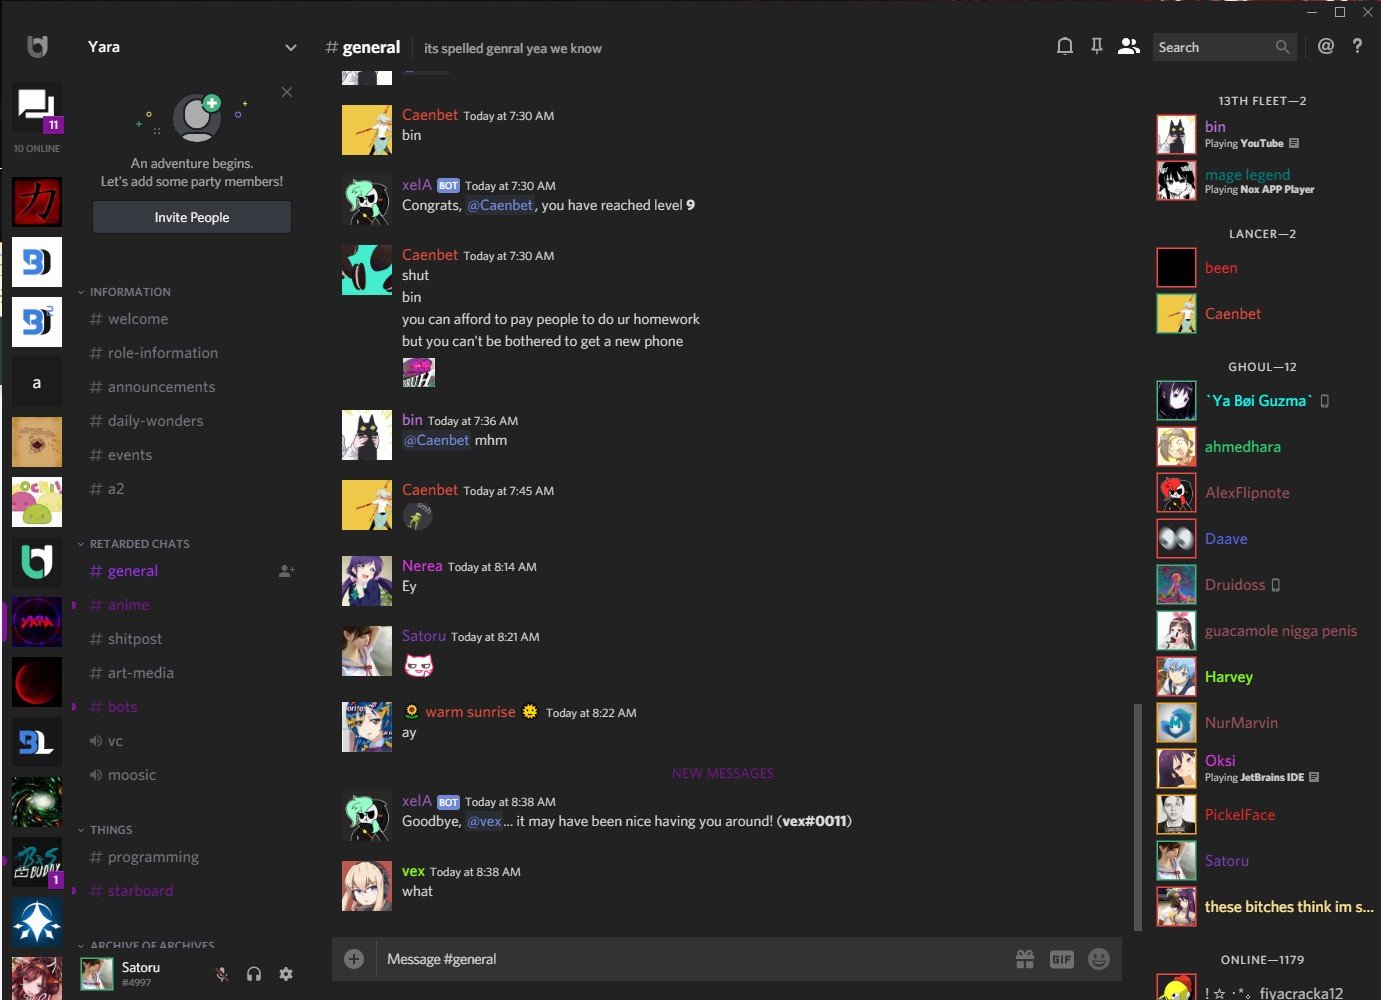 Yara
11
10 ONLINE
An adventure begins.
Let's add some party members!
Invite People
a
1
INFORMATION
# welcome
# role-information
# announcements
# daily-wonders
# events
# a2
RETARDED CHATS
# general
# anime
# shitpost
# art-media
# bots
vc
moosic
THINGS
# programming
# starboard
ARCHIVE OF ARCHIVES
Satoru
#4997
# general
its spelled genral yea we know
Search
Caenbet Today at 7:30 AM
bin
xelA BOT Today at 7:30 AM
Congrats, @Caenbet, you have reached level 9
Caenbet Today at 7:30 AM
shut
bin
you can afford to pay people to do ur homework
but you can't be bothered to get a new phone
bin Today at 7:36 AM
@Caenbet mhm
Caenbet Today at 7:45 AM
smh
Nerea Today at 8:14 AM
Ey
Satoru Today at 8:21 AM
🌻 warm sunrise 🌞 Today at 8:22 AM
ay
NEW MESSAGES
xelA BOT Today at 8:38 AM
Goodbye, @vex... it may have been nice having you around! (vex#0011)
vex Today at 8:38 AM
what
Message #general
GIF
13TH FLEET—2
bin
Playing YouTube
mage legend
Playing Nox APP Player
LANCER—2
been
Caenbet
GHOUL—12
`Ya Bøi Guzma`
ahmedhara
AlexFlipnote
Daave
Druidoss
guacamole nigga penis
Harvey
NurMarvin
Oksi
Playing JetBrains IDE
PickelFace
Satoru
these bitches think im s...
ONLINE—1179
! ☆ ·*。fiyacracka12